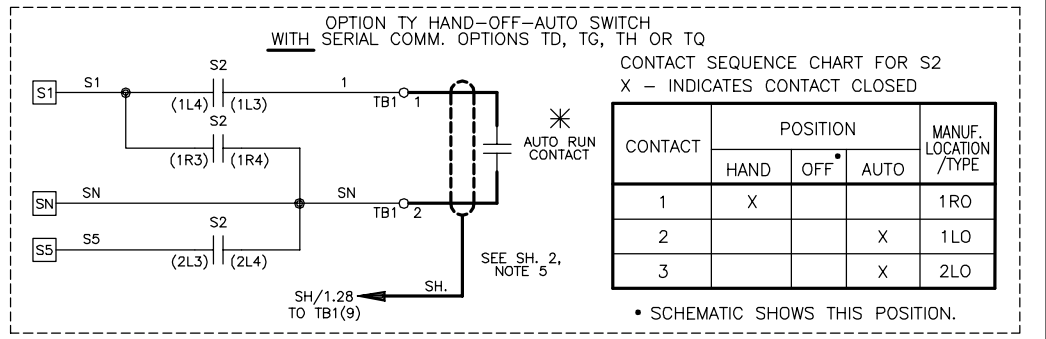 OPTION TY HAND-OFF-AUTO SWITCH
WITH SERIAL COMM. OPTIONS TD, TG, TH OR TQ
S1 S1 S2 (1L4) (1L3) 1 TB1 1
S2 (1R3) (1R4)
AUTO RUN
CONTACT
SN SN SN TB1 2
S5 S5 S2 (2L3) (2L4)
SEE SH. 2,
NOTE 5
SH.
SH/1.28
TO TB1(9)
CONTACT SEQUENCE CHART FOR S2
X - INDICATES CONTACT CLOSED
CONTACT POSITION MANUF. LOCATION /TYPE
HAND OFF• AUTO
1 X 1RO
2 X 1LO
3 X 2LO
• SCHEMATIC SHOWS THIS POSITION.